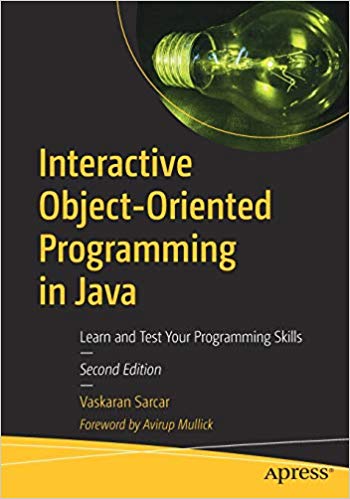 Interactive
Object-Oriented
Programming
in Java
Learn and Test Your Programming Skills
—
Second Edition
—
Vaskaran Sarcar
Foreword by Avirup Mullick
Apress®